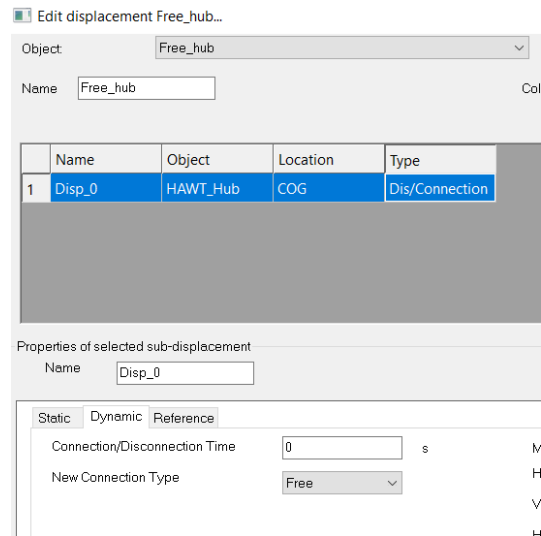 Edit displacement Free_hub...
Object Free_hub
Name Free_hub Col
Name Object Location Type
1 Disp_0 HAWT_Hub COG Dis/Connection
Properties of selected sub-displacement
Name Disp_0
Static Dynamic Reference
Connection/Disconnection Time 0 s M
New Connection Type Free H
V
H